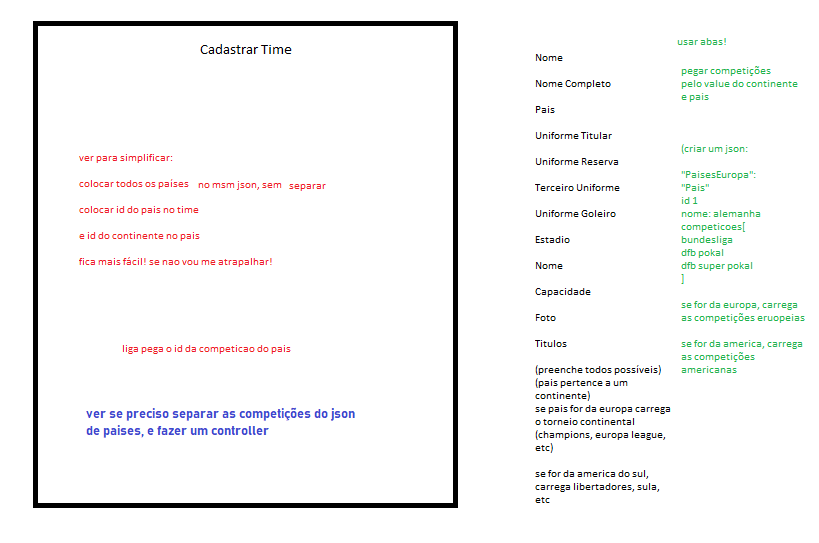 Cadastrar Time
ver para simplificar:
colocar todos os países no msm json, sem separar
colocar id do pais no time
e id do continente no pais
fica mais fácil! se nao vou me atrapalhar!
liga pega o id da competicao do pais
ver se preciso separar as competições do json
de paises, e fazer um controller
Nome
Nome Completo
Pais
Uniforme Titular
Uniforme Reserva
Terceiro Uniforme
Uniforme Goleiro
Estadio
Nome
Capacidade
Foto
Titulos
(preenche todos possíveis)
(pais pertence a um
continente)
se pais for da europa carrega
o torneio continental
(champions, europa league,
etc)
se for da america do sul,
carrega libertadores, sula,
etc
usar abas!
pegar competições
pelo value do continente
e pais
(criar um json:
"PaisesEuropa":
"Pais"
id 1
nome: alemanha
competicoes[
bundesliga
dfb pokal
dfb super pokal
]
se for da europa, carrega
as competições eruopeias
se for da america, carrega
as competições
americanas